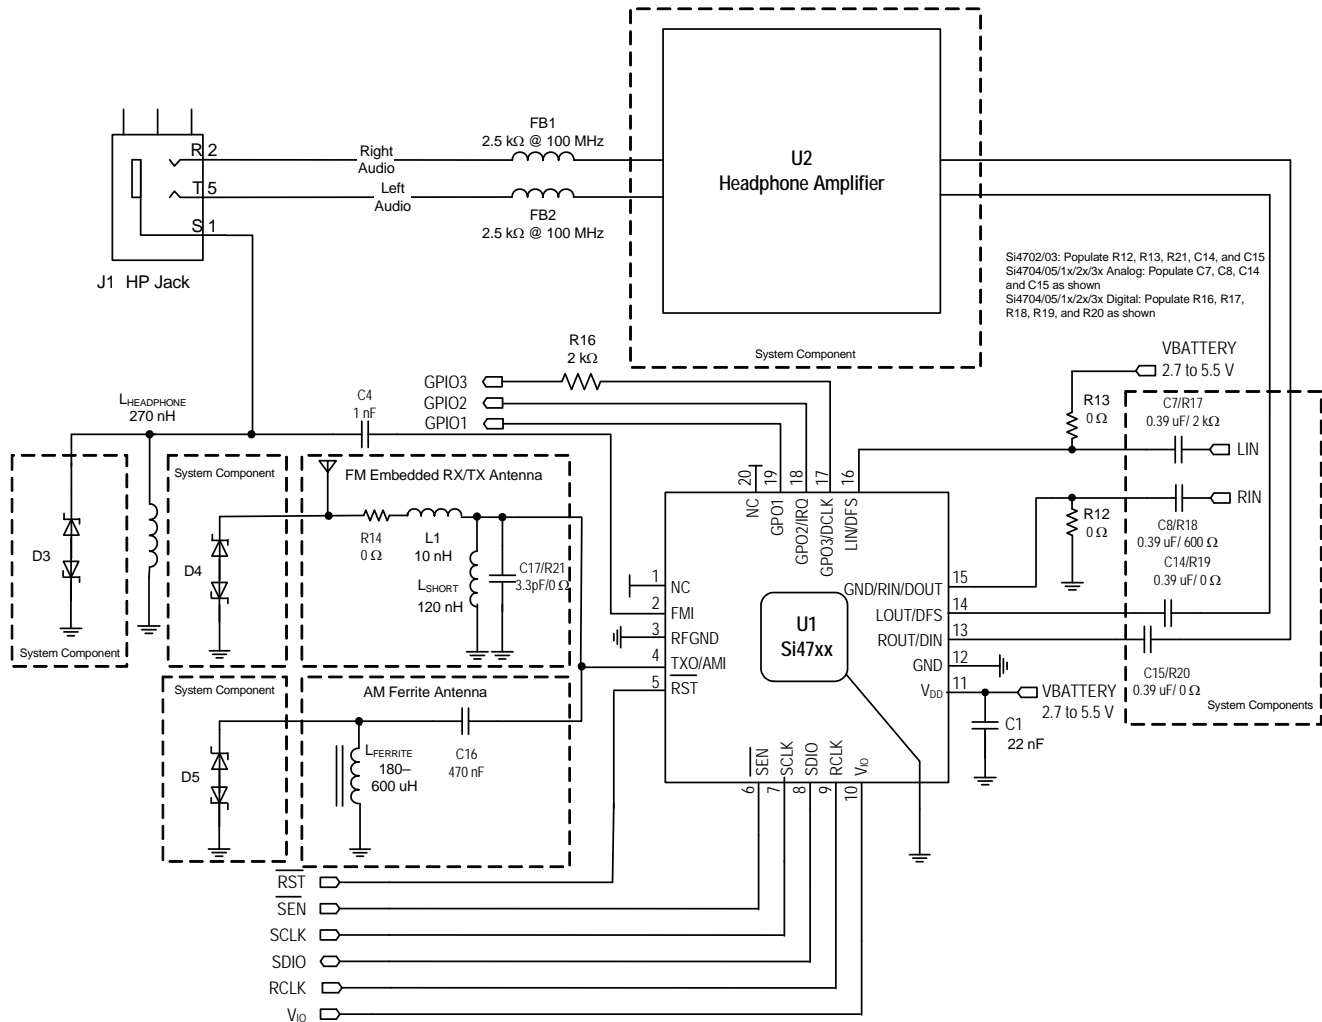 U2
Headphone Amplifier
System Component
FB1
2.5 kΩ @ 100 MHz
FB2
2.5 kΩ @ 100 MHz
Right
Audio
Left
Audio
R 2
T 5
S 1
J1 HP Jack
Si4702/03: Populate R12, R13, R21, C14, and C15
Si4704/05/1x/2x/3x Analog: Populate C7, C8, C14
and C15 as shown
Si4704/05/1x/2x/3x Digital: Populate R16, R17,
R18, R19, and R20 as shown
R16
2 kΩ
GPIO3
GPIO2
GPIO1
VBATTERY
2.7 to 5.5 V
R13
0 Ω
C7/R17
0.39 uF/ 2 kΩ
LIN
RIN
R12
0 Ω
C8/R18
0.39 uF/ 600 Ω
C14/R19
0.39 uF/ 0 Ω
C15/R20
0.39 uF/ 0 Ω
System Components
LHEADPHONE
270 nH
C4
1 nF
D3
System Component
System Component
D4
FM Embedded RX/TX Antenna
R14
0 Ω
L1
10 nH
LSHORT
120 nH
C17/R21
3.3pF/0 Ω
System Component
D5
AM Ferrite Antenna
LFERRITE
180–
600 uH
C16
470 nF
U1
Si47xx
20 NC
19 GPO1
18 GPO2/IRQ
17 GPO3/DCLK
16 LIN/DFS
1 NC
2 FMI
3 RFGND
4 TXO/AMI
5 RST
6 SEN
7 SCLK
8 SDIO
9 RCLK
10 VIO
GND/RIN/DOUT 15
LOUT/DFS 14
ROUT/DIN 13
GND 12
VDD 11
VBATTERY
2.7 to 5.5 V
C1
22 nF
RST
SEN
SCLK
SDIO
RCLK
VIO